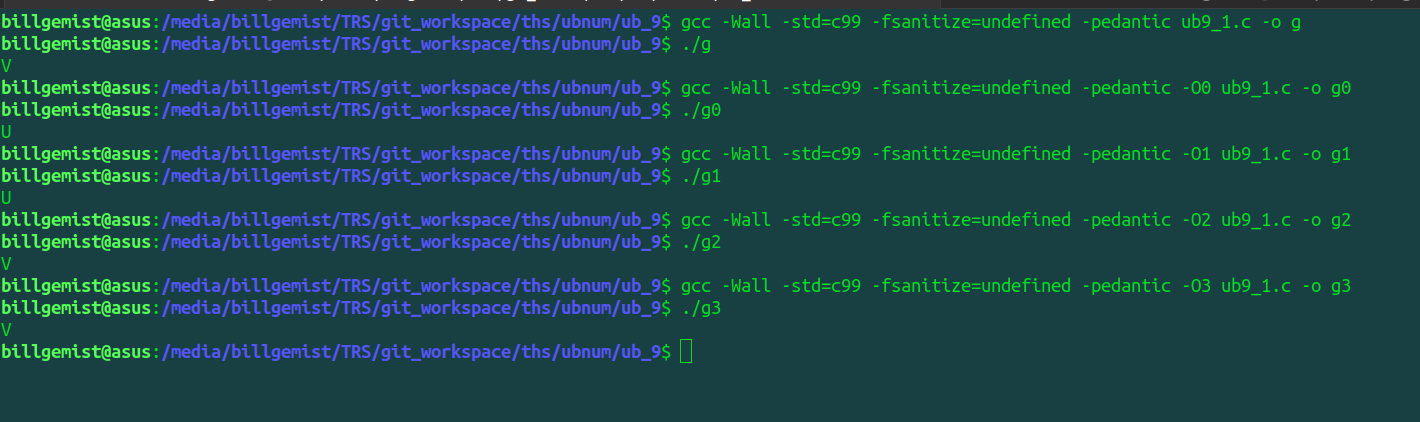 billgemist@asus:/media/billgemist/TRS/git_workspace/ths/ubnum/ub_9$ gcc -Wall -std=c99 -fsanitize=undefined -pedantic ub9_1.c -o g
billgemist@asus:/media/billgemist/TRS/git_workspace/ths/ubnum/ub_9$ ./g
V
billgemist@asus:/media/billgemist/TRS/git_workspace/ths/ubnum/ub_9$ gcc -Wall -std=c99 -fsanitize=undefined -pedantic -O0 ub9_1.c -o g0
billgemist@asus:/media/billgemist/TRS/git_workspace/ths/ubnum/ub_9$ ./g0
U
billgemist@asus:/media/billgemist/TRS/git_workspace/ths/ubnum/ub_9$ gcc -Wall -std=c99 -fsanitize=undefined -pedantic -O1 ub9_1.c -o g1
billgemist@asus:/media/billgemist/TRS/git_workspace/ths/ubnum/ub_9$ ./g1
U
billgemist@asus:/media/billgemist/TRS/git_workspace/ths/ubnum/ub_9$ gcc -Wall -std=c99 -fsanitize=undefined -pedantic -O2 ub9_1.c -o g2
billgemist@asus:/media/billgemist/TRS/git_workspace/ths/ubnum/ub_9$ ./g2
V
billgemist@asus:/media/billgemist/TRS/git_workspace/ths/ubnum/ub_9$ gcc -Wall -std=c99 -fsanitize=undefined -pedantic -O3 ub9_1.c -o g3
billgemist@asus:/media/billgemist/TRS/git_workspace/ths/ubnum/ub_9$ ./g3
V
billgemist@asus:/media/billgemist/TRS/git_workspace/ths/ubnum/ub_9$